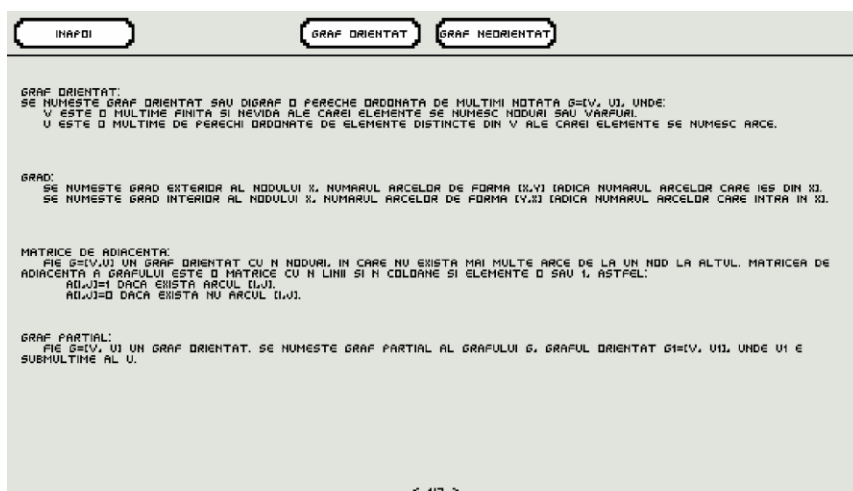 INAPOI
GRAF ORIENTAT
GRAF NEORIENTAT
GRAF ORIENTAT:
SE NUMESTE GRAF ORIENTAT SAU DIGRAF O PERECHE ORDONATA DE MULTIMI NOTATA G=(V, U), UNDE:
V ESTE O MULTIME FINITA SI NEVIDA ALE CAREI ELEMENTE SE NUMESC NODURI SAU VARFURI.
U ESTE O MULTIME DE PERECHI ORDONATE DE ELEMENTE DISTINCTE DIN V ALE CAREI ELEMENTE SE NUMESC ARCE.
GRAD:
SE NUMESTE GRAD EXTERIOR AL NODULUI X, NUMARUL ARCELOR DE FORMA (X,Y) (ADICA NUMARUL ARCELOR CARE IES DIN X).
SE NUMESTE GRAD INTERIOR AL NODULUI X, NUMARUL ARCELOR DE FORMA (Y,X) (ADICA NUMARUL ARCELOR CARE INTRA IN X).
MATRICE DE ADIACENTA:
FIE G=(V,U) UN GRAF ORIENTAT CU N NODURI, IN CARE NU EXISTA MAI MULTE ARCE DE LA UN NOD LA ALTUL. MATRICEA DE
ADIACENTA A GRAFULUI ESTE O MATRICE CU N LINII SI N COLOANE SI ELEMENTE 0 SAU 1, ASTFEL:
A(I,J)=1 DACA EXISTA ARCUL (I,J).
A(I,J)=0 DACA EXISTA NU ARCUL (I,J).
GRAF PARTIAL:
FIE G=(V, U) UN GRAF ORIENTAT. SE NUMESTE GRAF PARTIAL AL GRAFULUI G, GRAFUL ORIENTAT G1=(V, U1), UNDE U1 E
SUBMULTIME AL U.